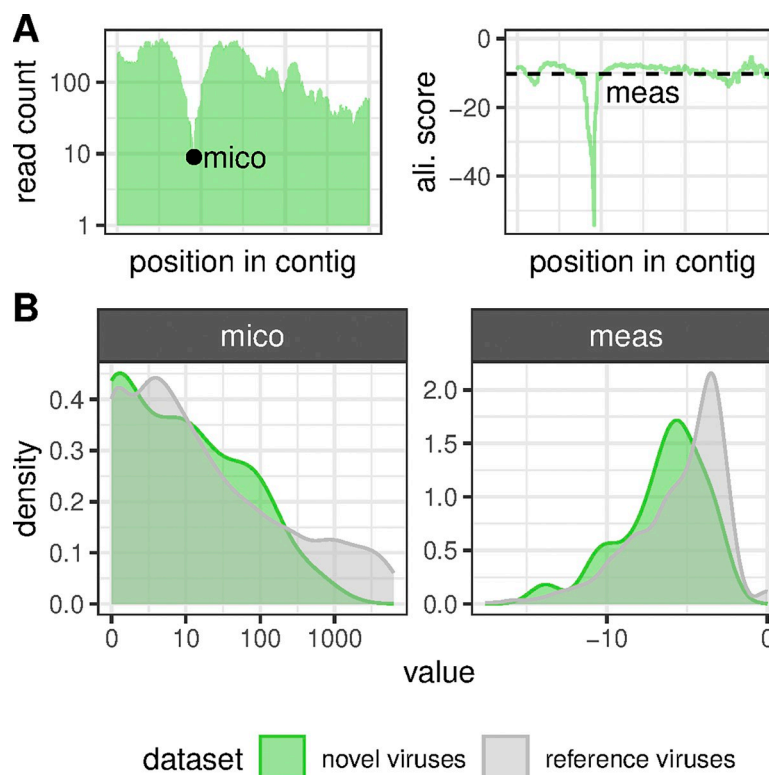 A
read count
100
10
1
mico
position in contig
ali. score
0
−20
−40
meas
position in contig
B
mico
meas
density
0.4
0.3
0.2
0.1
0.0
0
10
100
1000
2.0
1.5
1.0
0.5
0.0
−10
0
value
dataset novel viruses reference viruses